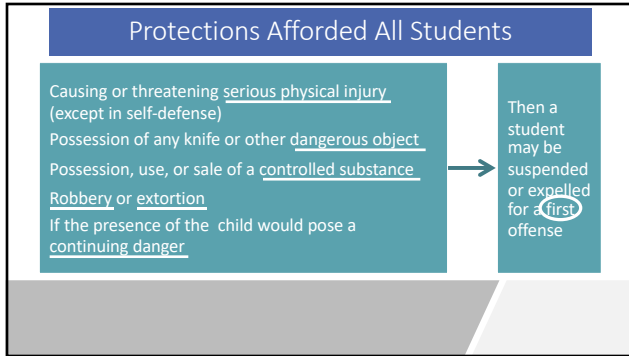 Protections Afforded All Students
Causing or threatening serious physical injury
(except in self-defense)
Possession of any knife or other dangerous object
Possession, use, or sale of a controlled substance
Robbery or extortion
If the presence of the child would pose a
continuing danger
Then a
student
may be
suspended
or expelled
for a first
offense